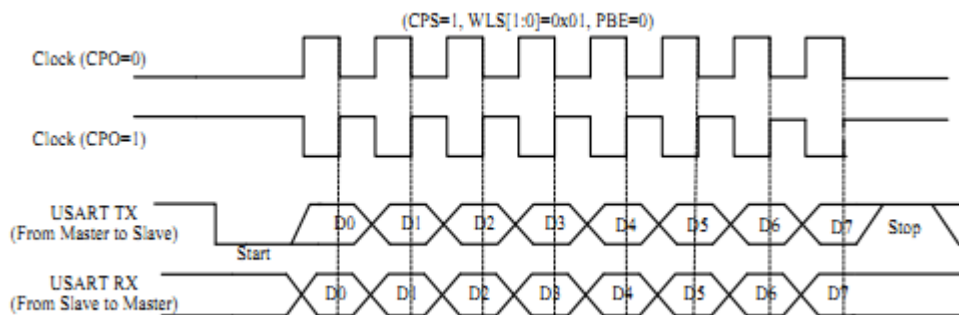 (CPS=1, WLS[1:0]=0x01, PBE=0)
Clock (CPO=0)
Clock (CPO=1)
USART TX
(From Master to Slave)
Start
D0 D1 D2 D3 D4 D5 D6 D7 Stop
USART RX
(From Slave to Master)
D0 D1 D2 D3 D4 D5 D6 D7